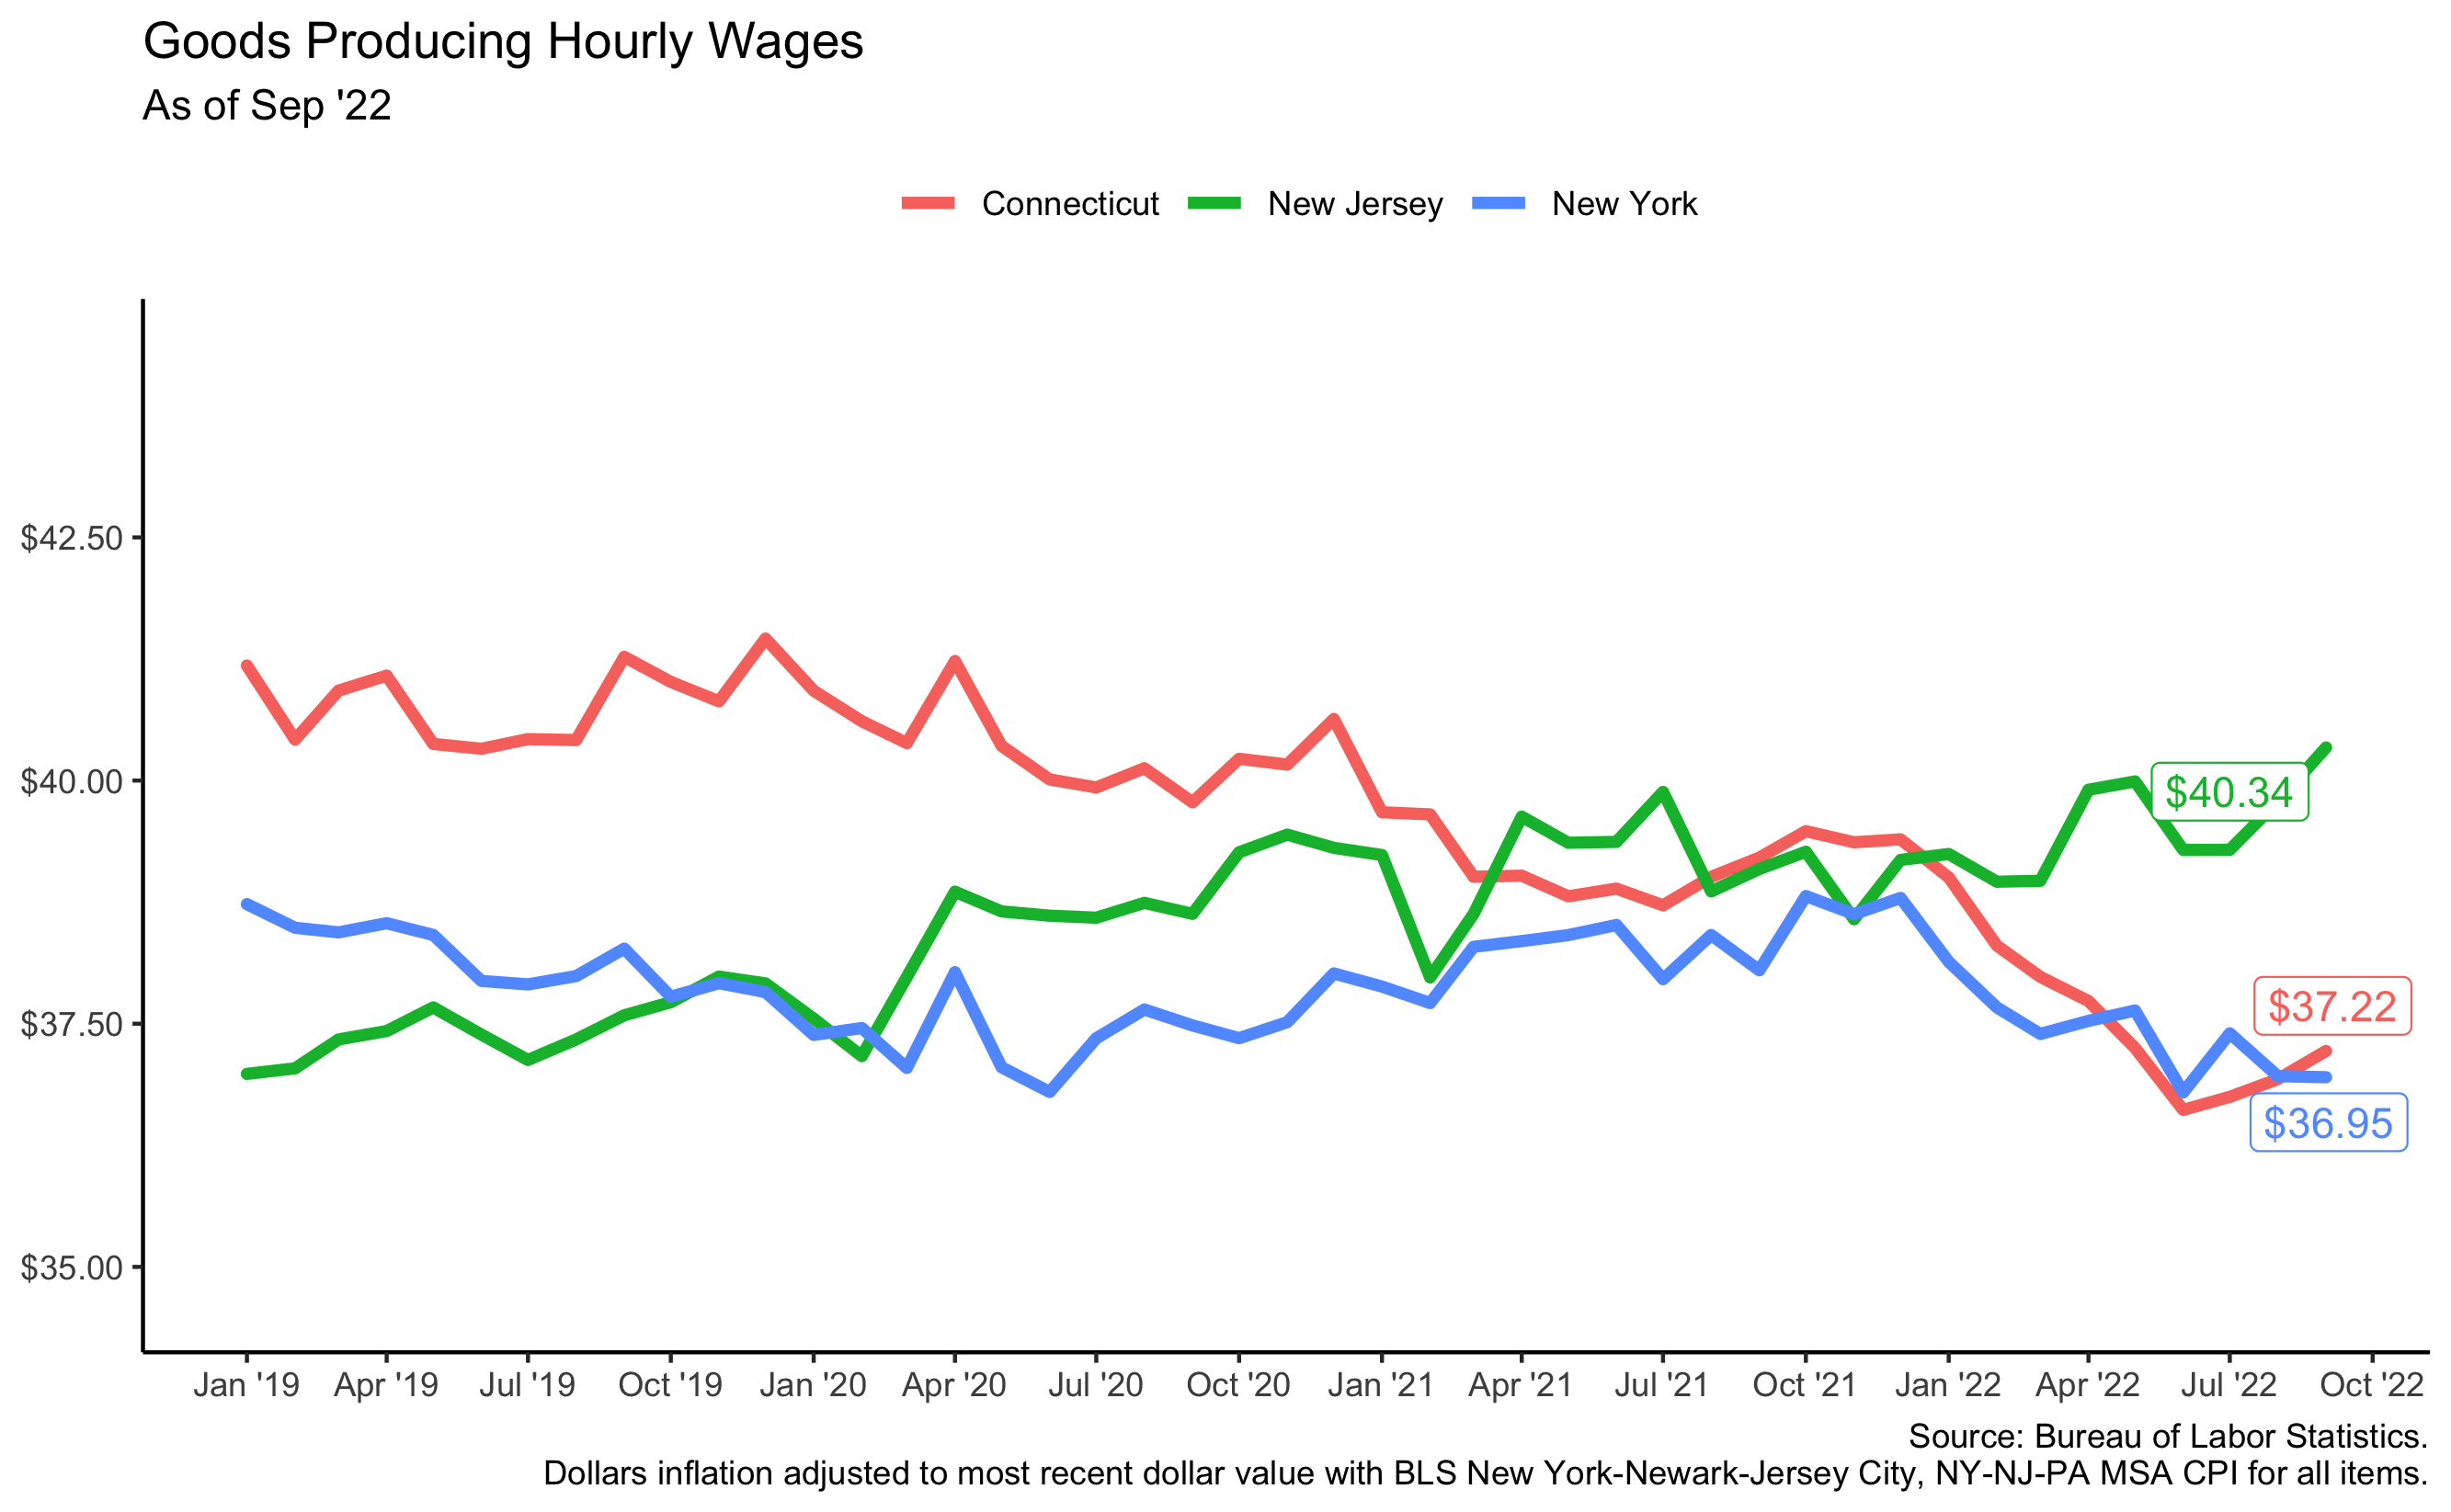 Goods Producing Hourly Wages
As of Sep '22
Connecticut New Jersey New York
$42.50
$40.00
$37.50
$35.00
$40.34
$37.22
$36.95
Jan '19 Apr '19 Jul '19 Oct '19 Jan '20 Apr '20 Jul '20 Oct '20 Jan '21 Apr '21 Jul '21 Oct '21 Jan '22 Apr '22 Jul '22 Oct '22
Source: Bureau of Labor Statistics.
Dollars inflation adjusted to most recent dollar value with BLS New York-Newark-Jersey City, NY-NJ-PA MSA CPI for all items.